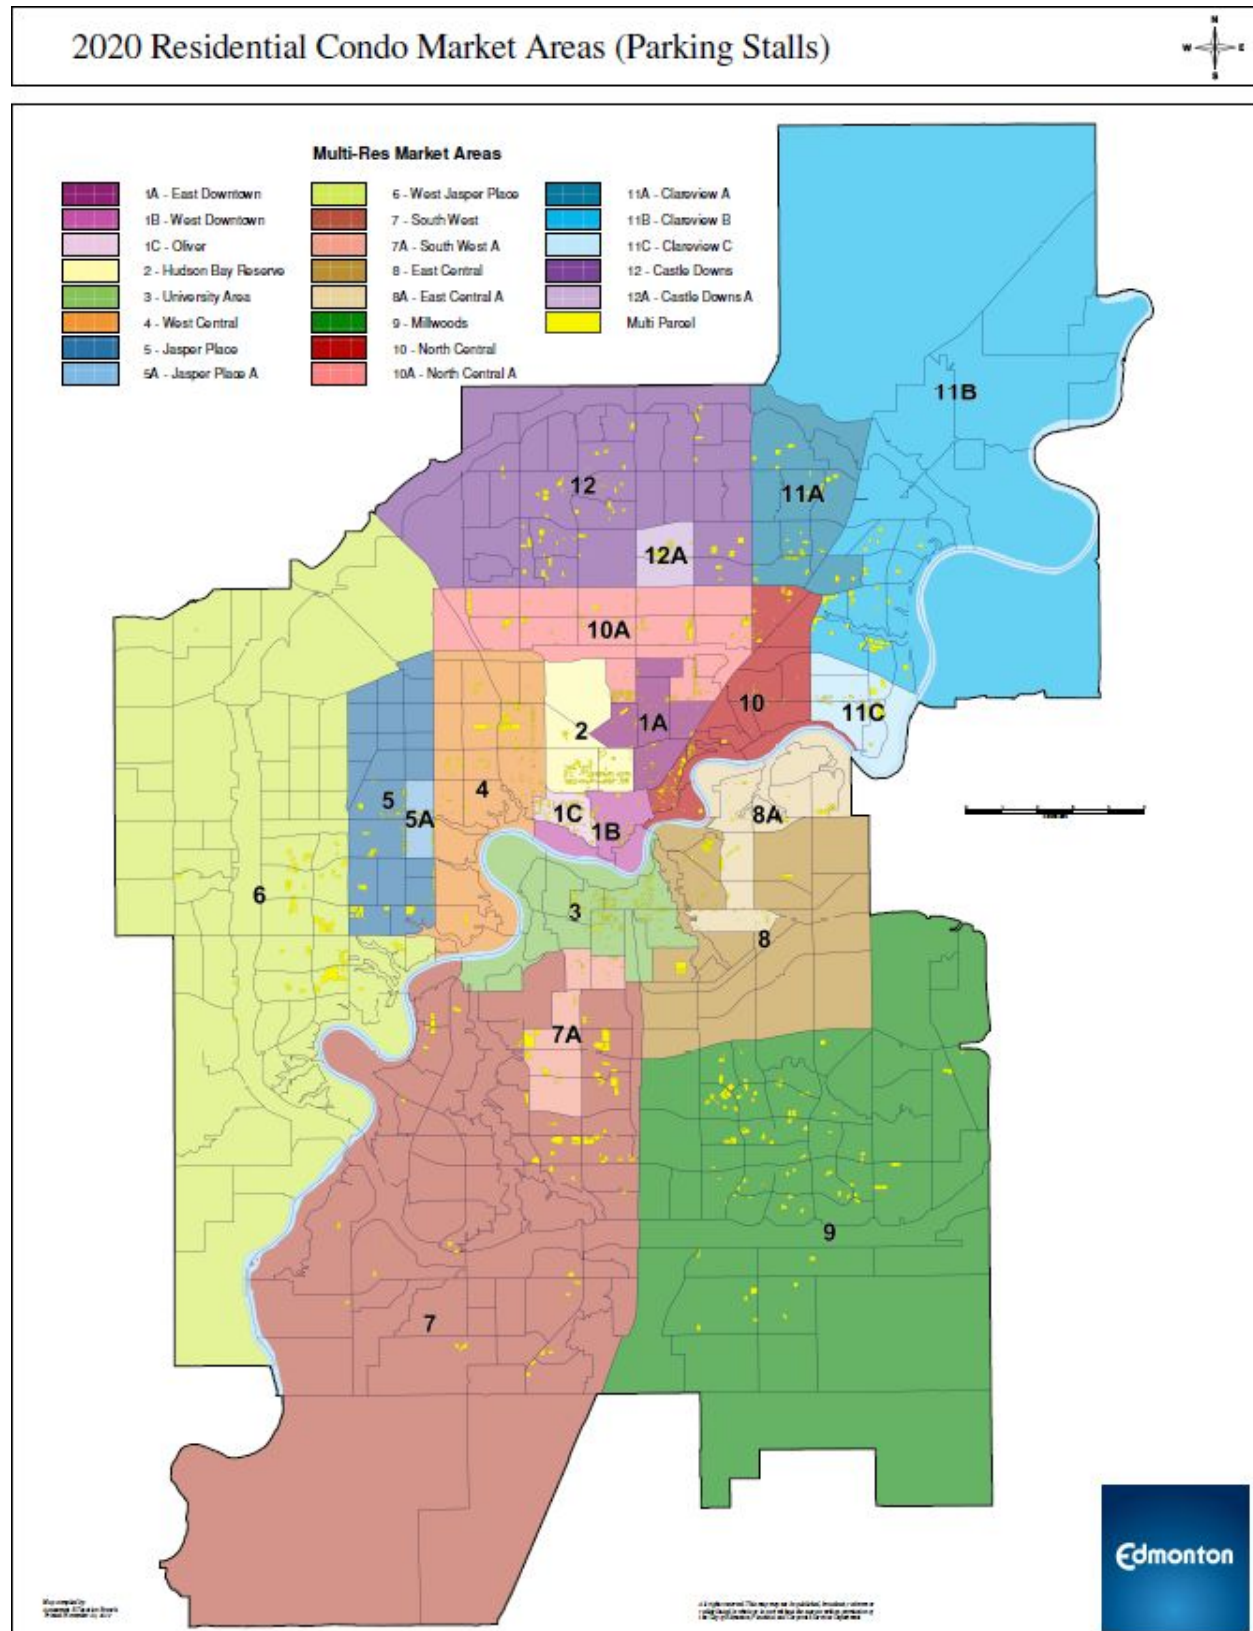 2020 Residential Condo Market Areas (Parking Stalls)
N
W E
S
Multi-Res Market Areas
1A - East Downtown
1B - West Downtown
1C - Oliver
2 - Hudson Bay Reserve
3 - University Area
4 - West Central
5 - Jasper Place
5A - Jasper Place A
6 - West Jasper Place
7 - South West
7A - South West A
8 - East Central
8A - East Central A
9 - Millwoods
10 - North Central
10A - North Central A
11A - Clareview A
11B - Clareview B
11C - Clareview C
12 - Castle Downs
12A - Castle Downs A
Multi Parcel
11B
12
11A
12A
10A
10
11C
1A
2
4
5
5A
1C
1B
8A
6
3
8
7A
9
7
Edmonton